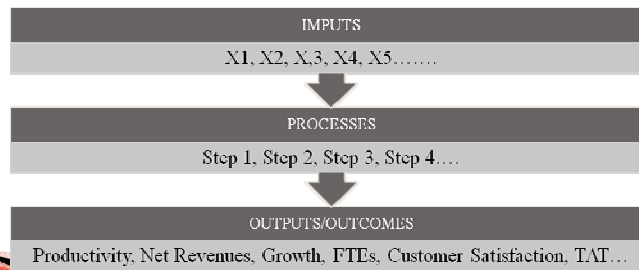 IMPUTS
X1, X2, X,3, X4, X5…….
PROCESSES
Step 1, Step 2, Step 3, Step 4….
OUTPUTS/OUTCOMES
Productivity, Net Revenues, Growth, FTEs, Customer Satisfaction, TAT…